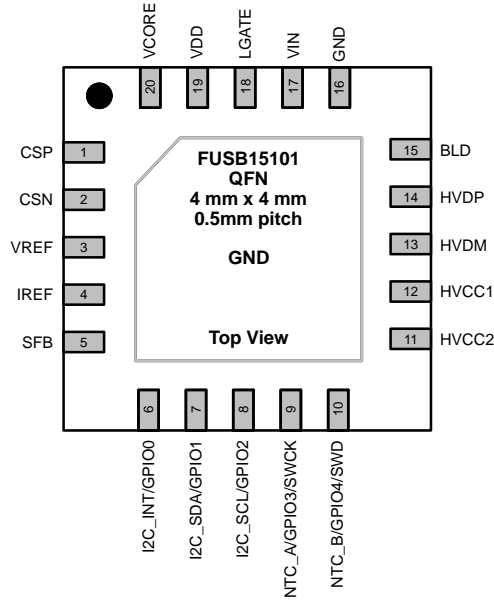 VCORE
VDD
LGATE
VIN
GND
20
19
18
17
16
CSP
1
CSN
2
VREF
3
IREF
4
SFB
5
FUSB15101
QFN
4 mm x 4 mm
0.5mm pitch
GND
Top View
15
BLD
14
HVDP
13
HVDM
12
HVCC1
11
HVCC2
6
7
8
9
10
I2C_INT/GPIO0
I2C_SDA/GPIO1
I2C_SCL/GPIO2
NTC_A/GPIO3/SWCK
NTC_B/GPIO4/SWD